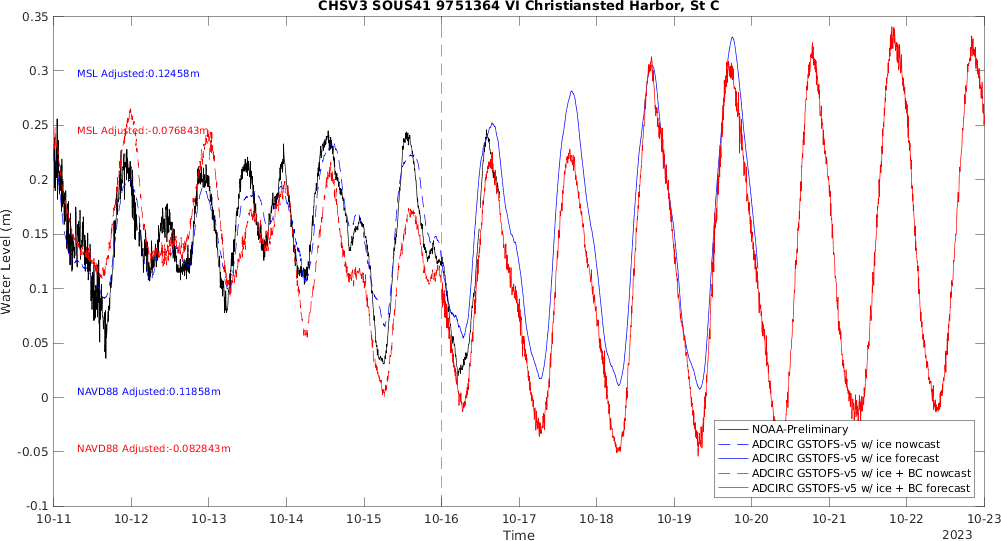 CHSV3 SOUS41 9751364 VI Christiansted Harbor, St C
0.35
0.3
0.25
0.2
0.15
0.1
0.05
0
-0.05
-0.1
Water Level (m)
MSL Adjusted:0.12458m
MSL Adjusted:-0.076843m
NAVD88 Adjusted:0.11858m
NAVD88 Adjusted:-0.082843m
NOAA-Preliminary
ADCIRC GSTOFS-v5 w/ ice nowcast
ADCIRC GSTOFS-v5 w/ ice forecast
ADCIRC GSTOFS-v5 w/ ice + BC nowcast
ADCIRC GSTOFS-v5 w/ ice + BC forecast
10-11 10-12 10-13 10-14 10-15 10-16 10-17 10-18 10-19 10-20 10-21 10-22 10-23
Time
2023